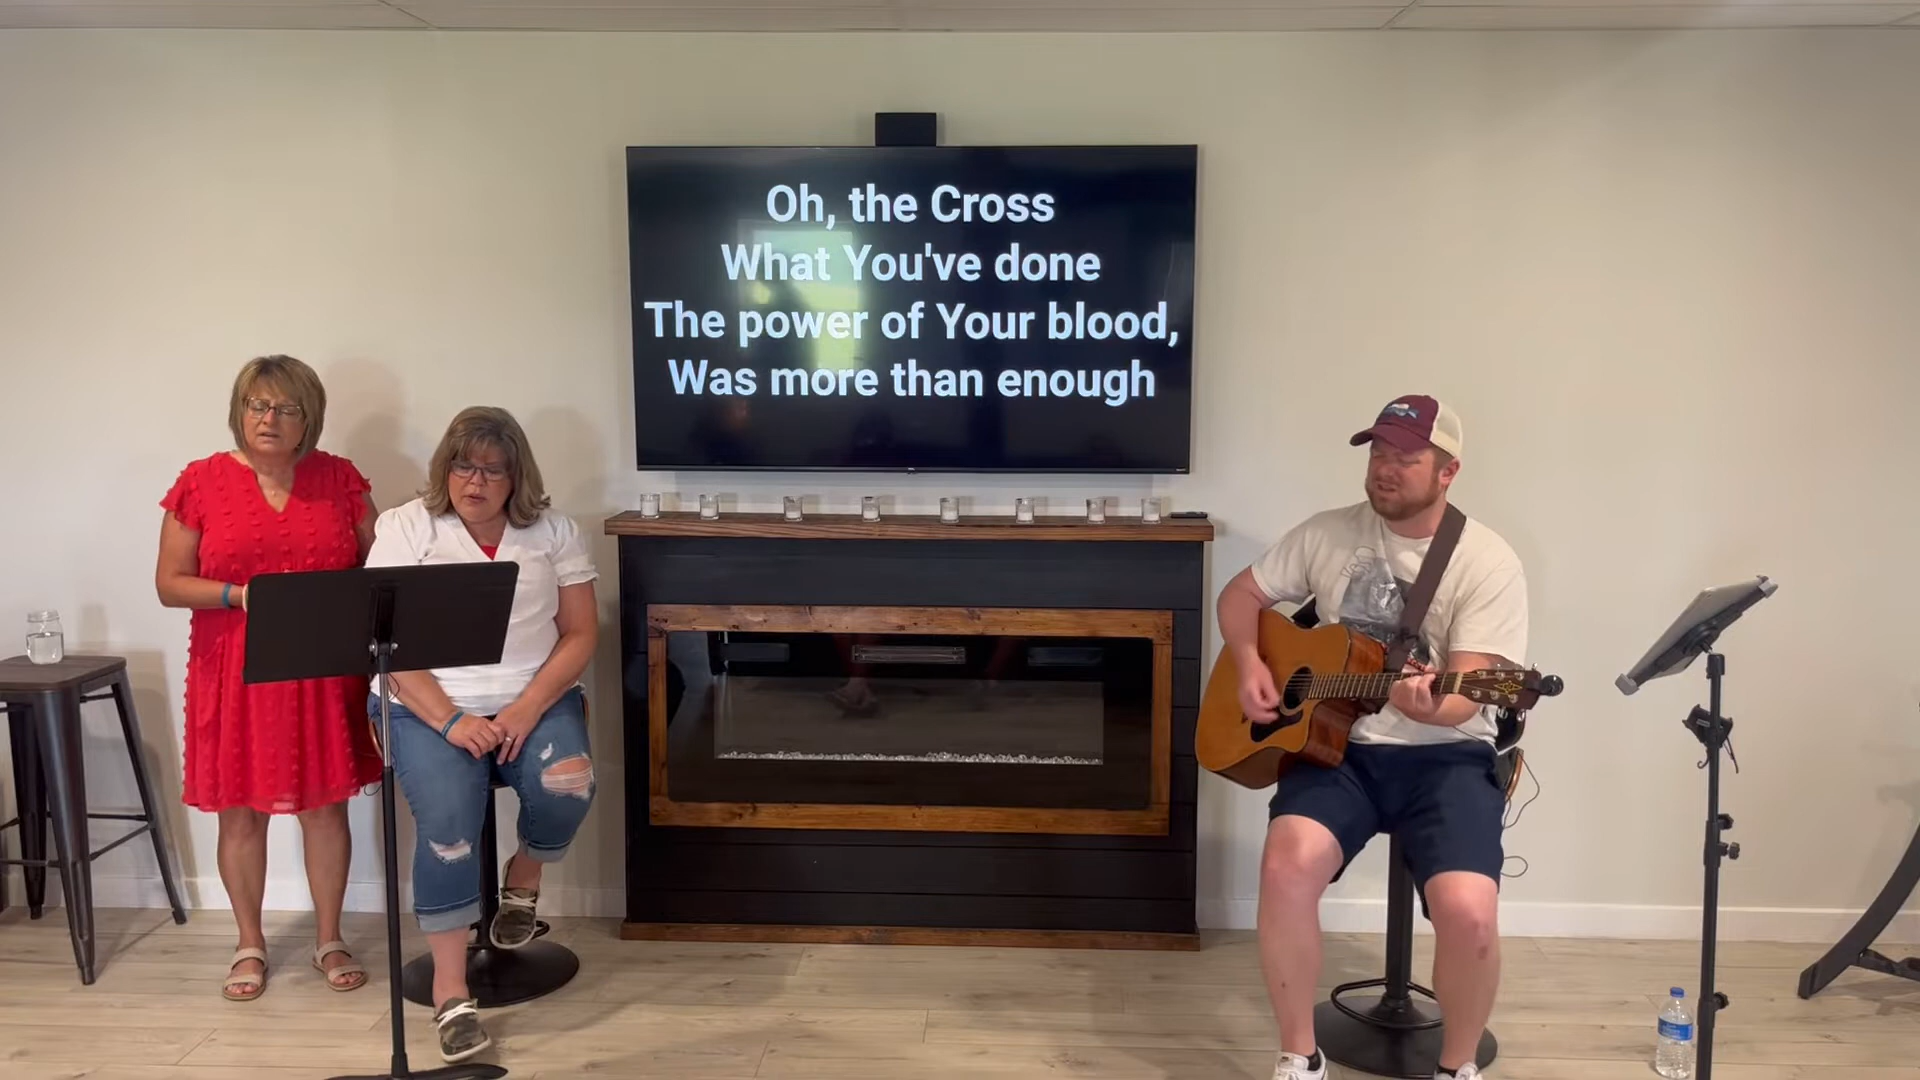 Oh, the Cross
What You've done
The power of Your blood,
Was more than enough